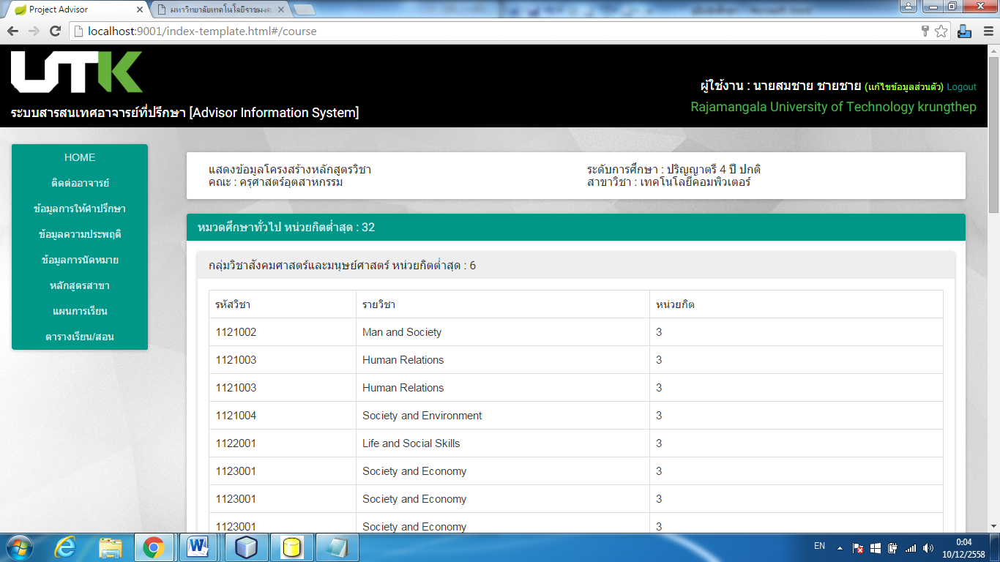 Project Advisor
มหาวิทยาลัยเทคโนโลยีราชมงค
localhost:9001/index-template.html#/course
UTK
ระบบสารสนเทศอาจารย์ที่ปรึกษา [Advisor Information System]
ผู้ใช้งาน : นายสมชาย ชายชาย (แก้ไขข้อมูลส่วนตัว) Logout
Rajamangala University of Technology krungthep
HOME
ติดต่ออาจารย์
ข้อมูลการให้คำปรึกษา
ข้อมูลความประพฤติ
ข้อมูลการนัดหมาย
หลักสูตรสาขา
แผนการเรียน
ตารางเรียน/สอน
แสดงข้อมูลโครงสร้างหลักสูตรวิชา
คณะ : ครุศาสตร์อุตสาหกรรม
ระดับการศึกษา : ปริญญาตรี 4 ปี ปกติ
สาขาวิชา : เทคโนโลยีคอมพิวเตอร์
หมวดศึกษาทั่วไป หน่วยกิตต่ำสุด : 32
กลุ่มวิชาสังคมศาสตร์และมนุษย์ศาสตร์ หน่วยกิตต่ำสุด : 6
รหัสวิชา รายวิชา หน่วยกิต
1121002 Man and Society 3
1121003 Human Relations 3
1121003 Human Relations 3
1121004 Society and Environment 3
1122001 Life and Social Skills 3
1123001 Society and Economy 3
1123001 Society and Economy 3
1123001 Society and Economy 3
EN
0:04
10/12/2558